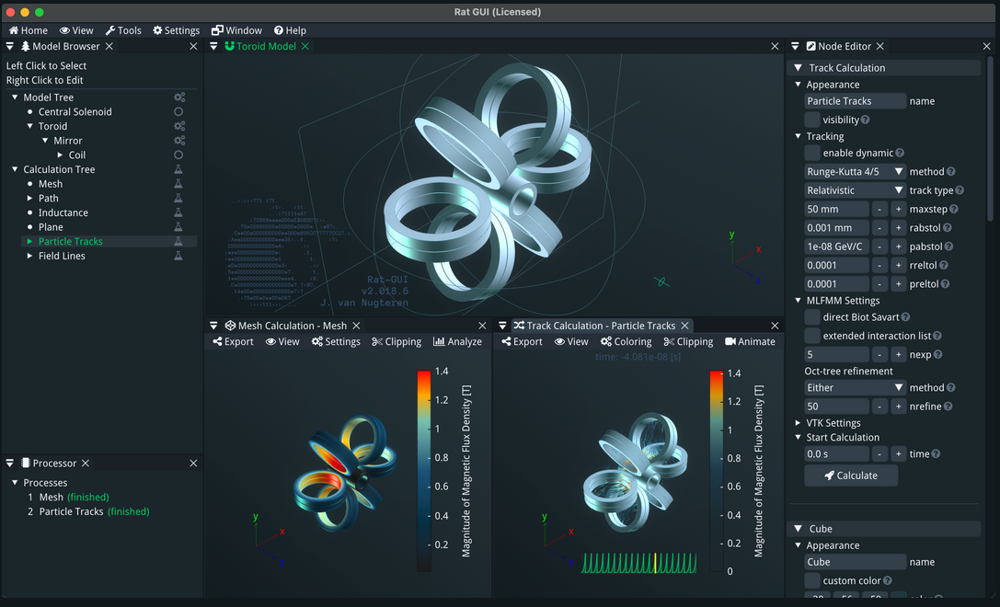 Rat GUI (Licensed)
Home View Tools Settings Window Help
Model Browser
Left Click to Select
Right Click to Edit
Model Tree
Central Solenoid
Toroid
Mirror
Coil
Calculation Tree
Mesh
Path
Inductance
Plane
Particle Tracks
Field Lines
Processor
Processes
1 Mesh (finished)
2 Particle Tracks (finished)
Toroid Model
Rat-GUI
v2.018.6
J. van Nugteren
y
x
Mesh Calculation - Mesh
Export View Settings Clipping Analyze
1.4
1.2
1
0.8
0.6
0.4
0.2
Magnitude of Magnetic Flux Density [T]
y
x
Track Calculation - Particle Tracks
Export View Coloring Clipping Animate
time: -4.081e-08 [s]
1.4
1.2
1
0.8
0.6
0.4
0.2
0
Magnitude of Magnetic Flux Density [T]
y
x
Node Editor
Track Calculation
Appearance
Particle Tracks name
visibility
Tracking
enable dynamic
Runge-Kutta 4/5 method
Relativistic track type
50 mm - + maxstep
0.001 mm - + rabstol
1e-08 GeV/C - + pabstol
0.0001 - + rreltol
0.0001 - + preltol
MLFMM Settings
direct Biot Savart
extended interaction list
5 - + nexp
Oct-tree refinement
Either method
50 - + nrefine
VTK Settings
Start Calculation
0.0 s - + time
Calculate
Cube
Appearance
Cube name
custom color